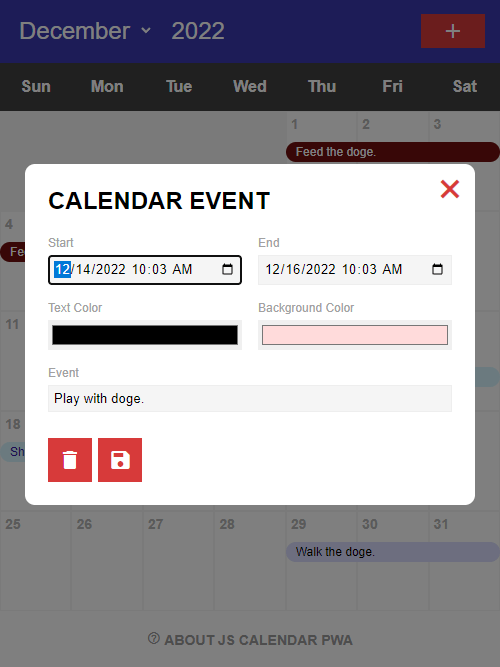 December 2022 +
Sun Mon Tue Wed Thu Fri Sat
1 2 3
Feed the doge.
CALENDAR EVENT
4
Fe
Start End
12/14/2022 10:03 AM 12/16/2022 10:03 AM
Text Color Background Color
11
Event
Play with doge.
18
Sh
25 26 27 28 29 30 31
Walk the doge.
ABOUT JS CALENDAR PWA